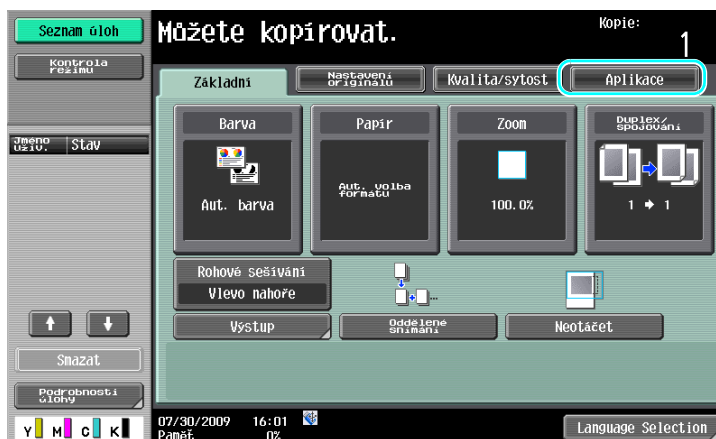 Seznam úloh
Můžete kopírovat.
Kopie:
1
Kontrola
režimu
Základní
Nastavení
originálu
Kvalita/sytost
Aplikace
Jméno
uživ.
Stav
Barva
Papír
Zoom
Duplex/
spojování
Aut. barva
Aut. volba
formátu
100.0%
1 → 1
Rohové sešívání
Vlevo nahoře
Výstup
Oddělené
snímání
Neotáčet
Smazat
Podrobnosti
úlohy
Y M C K
07/30/2009 16:01
Paměť 0%
Language Selection